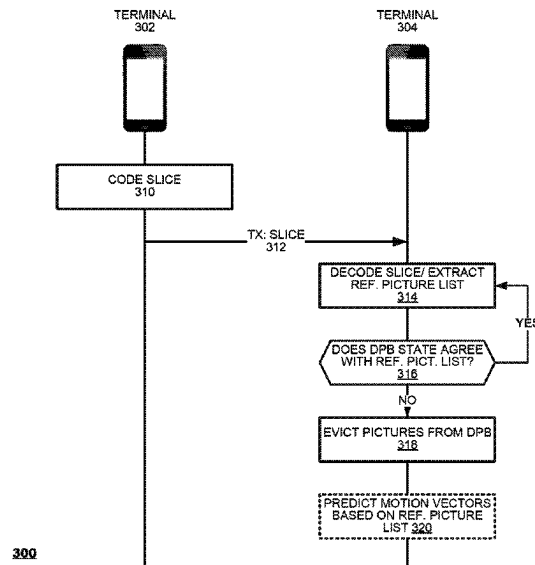 TERMINAL
302
TERMINAL
304
CODE SLICE
310
TX: SLICE
312
DECODE SLICE/ EXTRACT
REF. PICTURE LIST
314
YES
DOES DPB STATE AGREE
WITH REF. PICT. LIST?
316
NO
EVICT PICTURES FROM DPB
318
PREDICT MOTION VECTORS
BASED ON REF. PICTURE
LIST 320
300